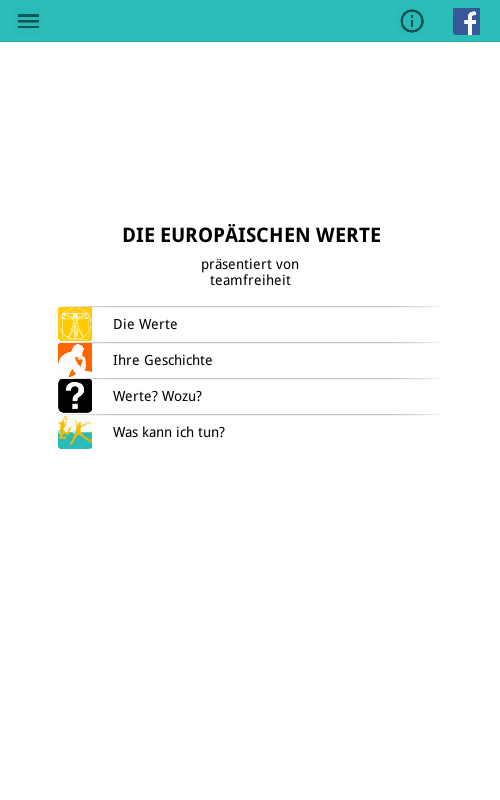 DIE EUROPÄISCHEN WERTE
präsentiert von
teamfreiheit
Die Werte
Ihre Geschichte
Werte? Wozu?
Was kann ich tun?